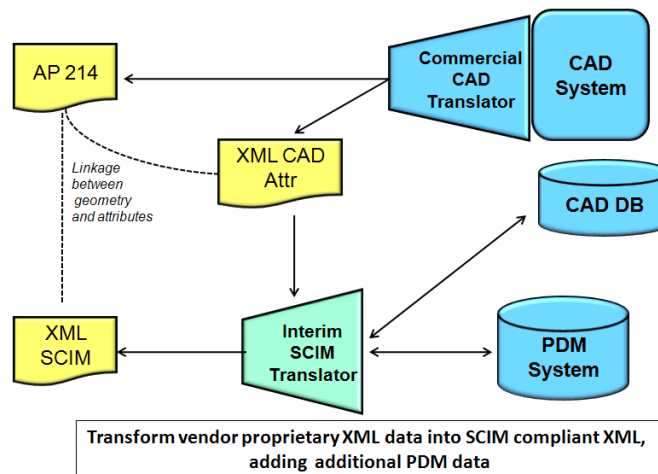 AP 214
Commercial
CAD
Translator
CAD
System
XML CAD
Attr
Linkage
between
geometry
and attributes
CAD DB
XML
SCIM
Interim
SCIM
Translator
PDM
System
Transform vendor proprietary XML data into SCIM compliant XML,
adding additional PDM data